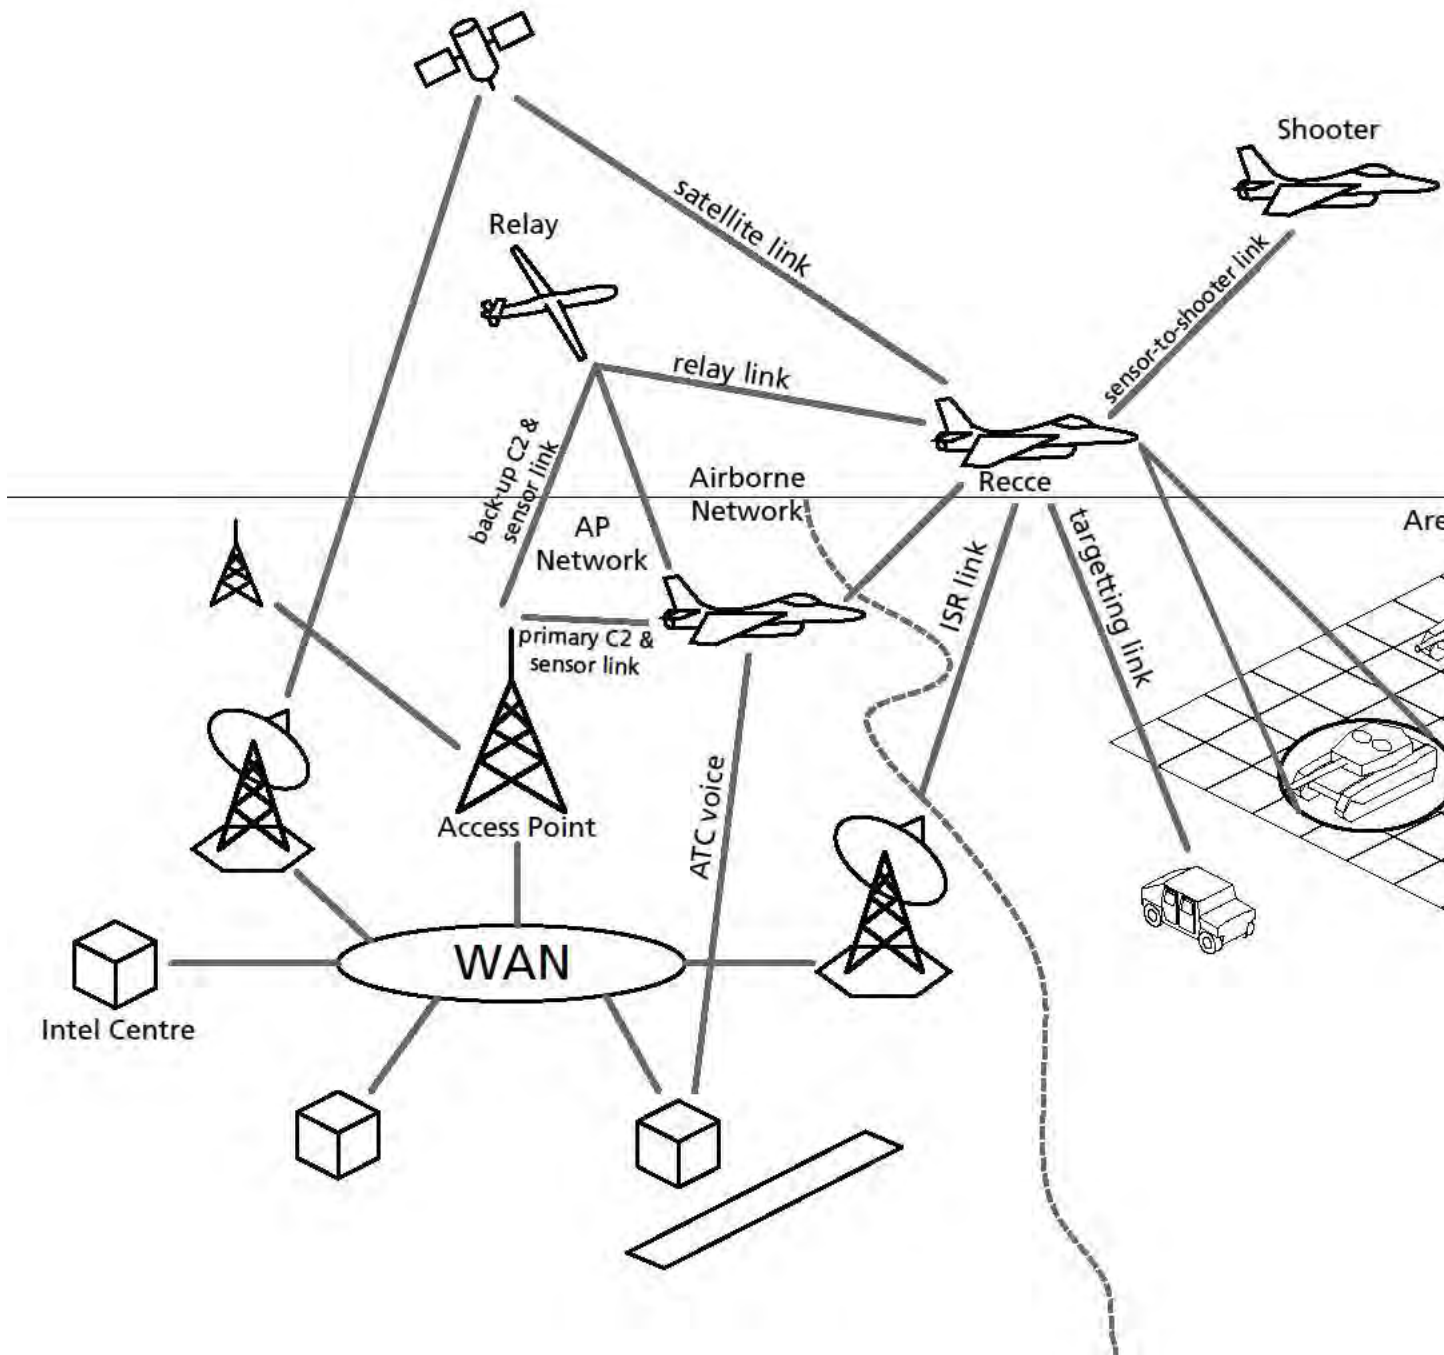 Shooter
satellite link
Relay
sensor-to-shooter link
relay link
back-up C2 &
sensor link
Airborne
Network
Recce
AP
Network
Are
ISR link
targetting link
primary C2 &
sensor link
Access Point
ATC voice
WAN
Intel Centre